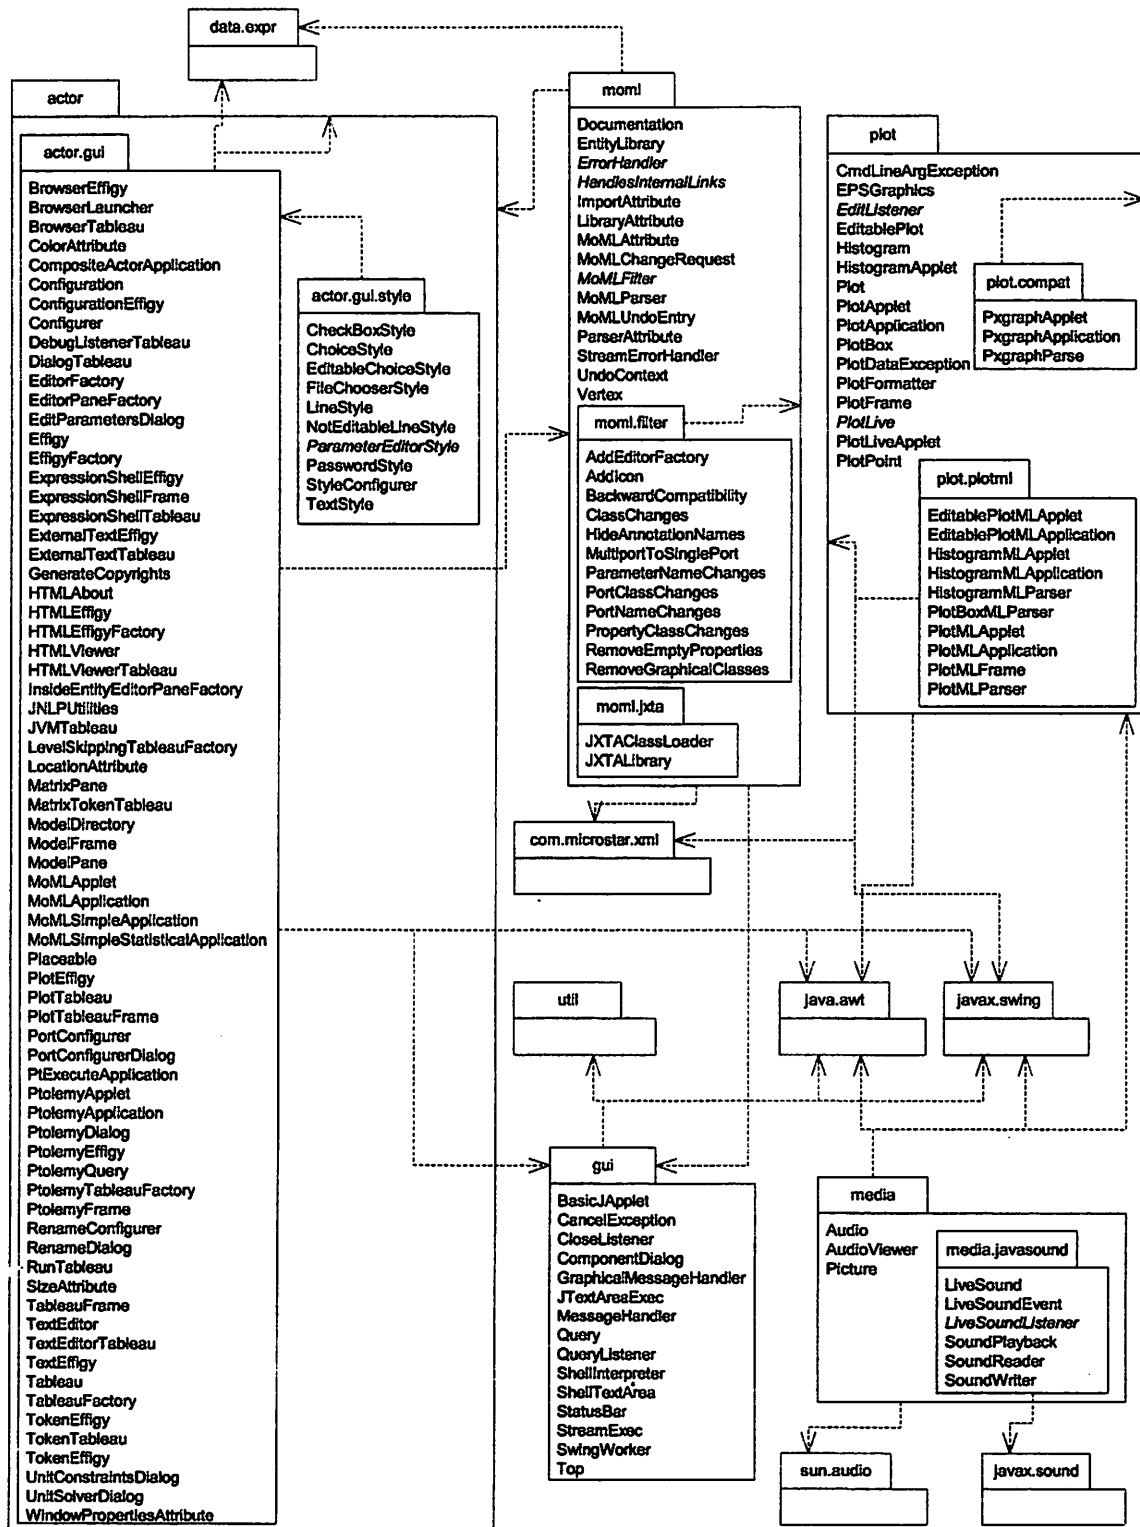 data.expr
actor
actor.gui
BrowserEffigy
BrowserLauncher
BrowserTableau
ColorAttribute
CompositeActorApplication
Configuration
ConfigurationEffigy
Configurer
DebugListenerTableau
DialogTableau
EditorFactory
EditorPaneFactory
EditParametersDialog
Effigy
EffigyFactory
ExpressionShellEffigy
ExpressionShellFrame
ExpressionShellTableau
ExternalTextEffigy
ExternalTextTableau
GenerateCopyrights
HTMLAbout
HTMLEffigy
HTMLEffigyFactory
HTMLViewer
HTMLViewerTableau
InsideEntityEditorPaneFactory
JNLPUtilities
JVMTableau
LevelSkippingTableauFactory
LocationAttribute
MatrixPane
MatrixTokenTableau
ModelDirectory
ModelFrame
ModelPane
MoMLApplet
MoMLApplication
MoMLSimpleApplication
MoMLSimpleStatisticalApplication
Placeable
PlotEffigy
PlotTableau
PlotTableauFrame
PortConfigurer
PortConfigurerDialog
PtExecuteApplication
PtolemyApplet
PtolemyApplication
PtolemyDialog
PtolemyEffigy
PtolemyQuery
PtolemyTableauFactory
PtolemyFrame
RenameConfigurer
RenameDialog
RunTableau
SizeAttribute
TableauFrame
TextEditor
TextEditorTableau
TextEffigy
Tableau
TableauFactory
TokenEffigy
TokenTableau
TokenEffigy
UnitConstraintsDialog
UnitSolverDialog
WindowPropertiesAttribute
actor.gui.style
CheckBoxStyle
ChoiceStyle
EditableChoiceStyle
FileChooserStyle
LineStyle
NotEditableLineStyle
ParameterEditorStyle
PasswordStyle
StyleConfigurer
TextStyle
moml
Documentation
EntityLibrary
ErrorHandler
HandlesInternalLinks
ImportAttribute
LibraryAttribute
MoMLAttribute
MoMLChangeRequest
MoMLFilter
MoMLParser
MoMLUndoEntry
ParserAttribute
StreamErrorHandler
UndoContext
Vertex
moml.filter
AddEditorFactory
AddIcon
BackwardCompatibility
ClassChanges
HideAnnotationNames
MultiportToSinglePort
ParameterNameChanges
PortClassChanges
PortNameChanges
PropertyClassChanges
RemoveEmptyProperties
RemoveGraphicalClasses
moml.jxta
JXTAClassLoader
JXTALibrary
plot
CmdLineArgException
EPSGraphics
EditListener
EditablePlot
Histogram
HistogramApplet
Plot
PlotApplet
PlotApplication
PlotBox
PlotDataException
PlotFormatter
PlotFrame
PlotLive
PlotLiveApplet
PlotPoint
plot.compat
PxgraphApplet
PxgraphApplication
PxgraphParse
plot.plotml
EditablePlotMLApplet
EditablePlotMLApplication
HistogramMLApplet
HistogramMLApplication
HistogramMLParser
PlotBoxMLParser
PlotMLApplet
PlotMLApplication
PlotMLFrame
PlotMLParser
com.microstar.xml
util
java.awt
javax.swing
gui
BasicJApplet
CancelException
CloseListener
ComponentDialog
GraphicalMessageHandler
JTextAreaExec
MessageHandler
Query
QueryListener
ShellInterpreter
ShellTextArea
StatusBar
StreamExec
SwingWorker
Top
media
Audio
AudioViewer
Picture
media.javasound
LiveSound
LiveSoundEvent
LiveSoundListener
SoundPlayback
SoundReader
SoundWriter
sun.audio
javax.sound